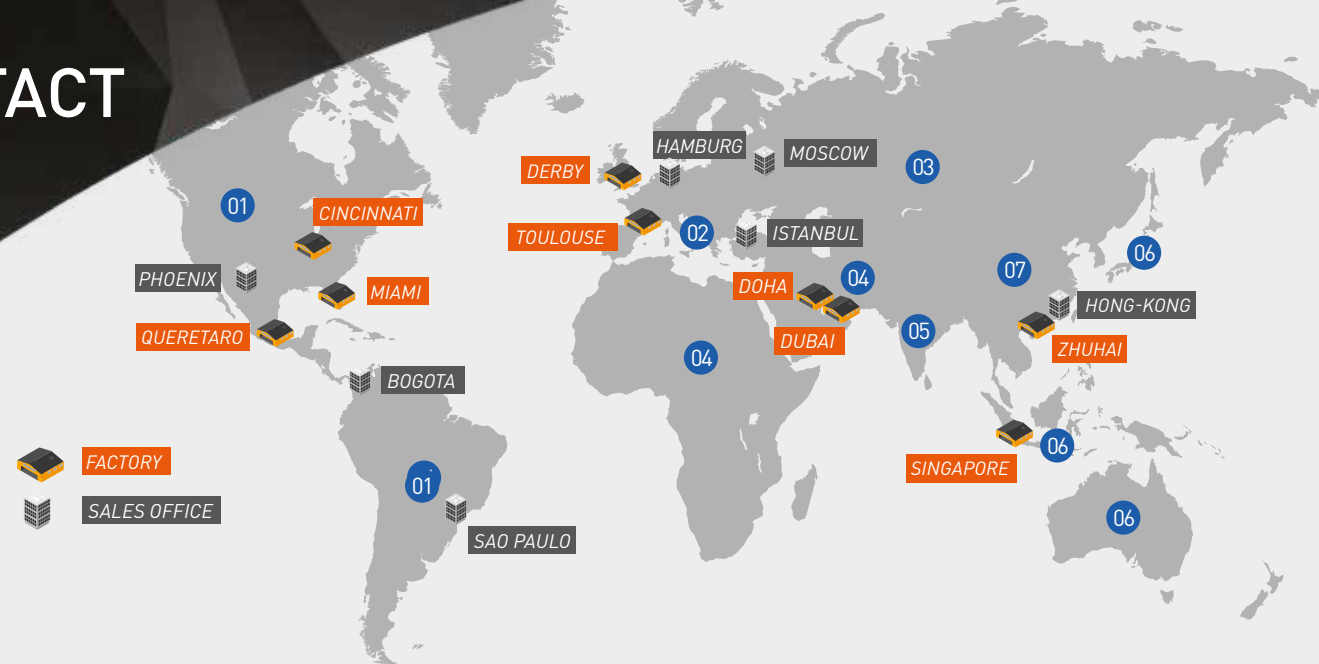 TACT
HAMBURG
MOSCOW
DERBY
03
01
CINCINNATI
TOULOUSE
02
ISTANBUL
06
PHOENIX
MIAMI
DOHA
04
07
HONG-KONG
QUERETARO
DUBAI
05
ZHUHAI
04
BOGOTA
06
FACTORY
SINGAPORE
01
SALES OFFICE
06
SAO PAULO